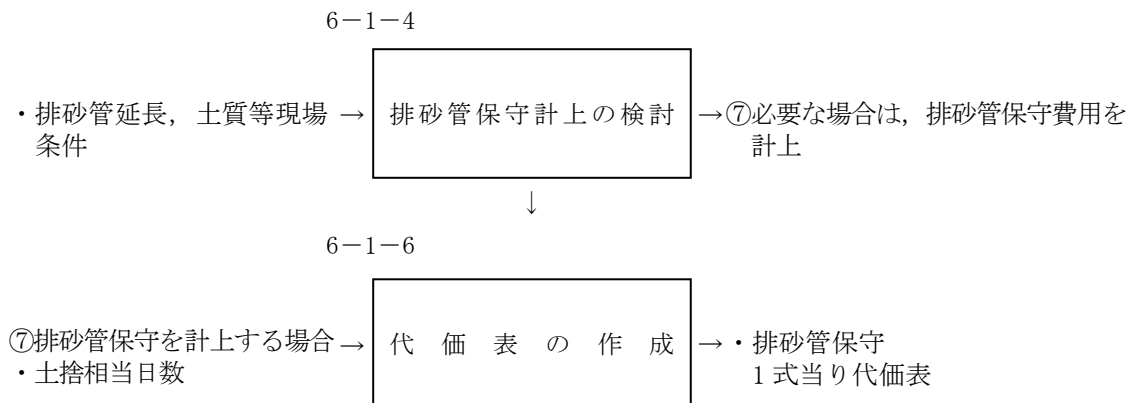 6-1-4
・排砂管延長，土質等現場 → 排砂管保守計上の検討 →⑦必要な場合は，排砂管保守費用を
条件
計上
↓
6-1-6
⑦排砂管保守を計上する場合 → 代価表の作成 → ・排砂管保守
・土捨相当日数
1式当り代価表